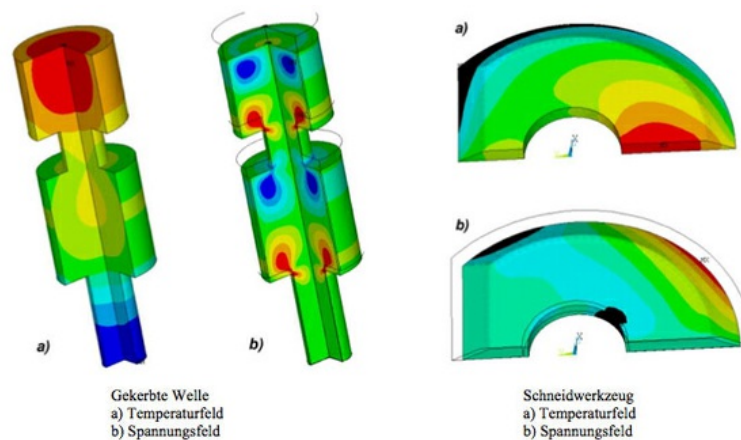 a)
b)
a)
b)
Gekerbte Welle
a) Temperaturfeld
b) Spannungsfeld
Schneidwerkzeug
a) Temperaturfeld
b) Spannungsfeld